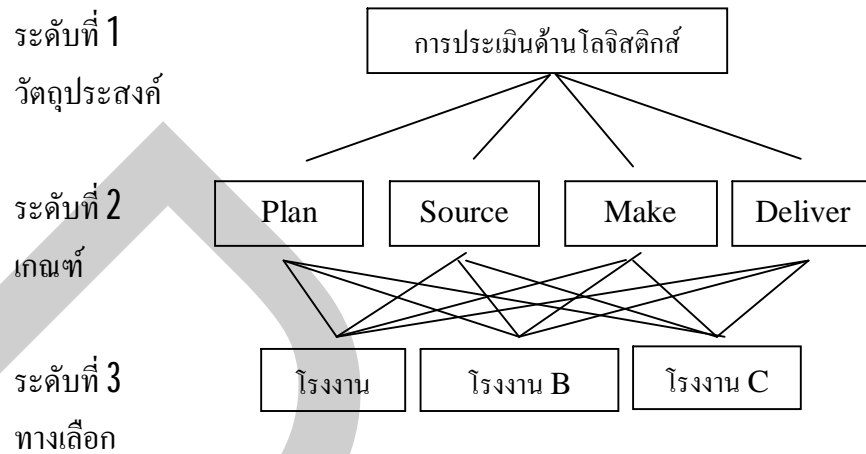 ระดับที่ 1
วัตถุประสงค์
การประเมินด้านโลจิสติกส์
ระดับที่ 2
เกณฑ์
Plan
Source
Make
Deliver
ระดับที่ 3
ทางเลือก
โรงงาน
โรงงาน B
โรงงาน C